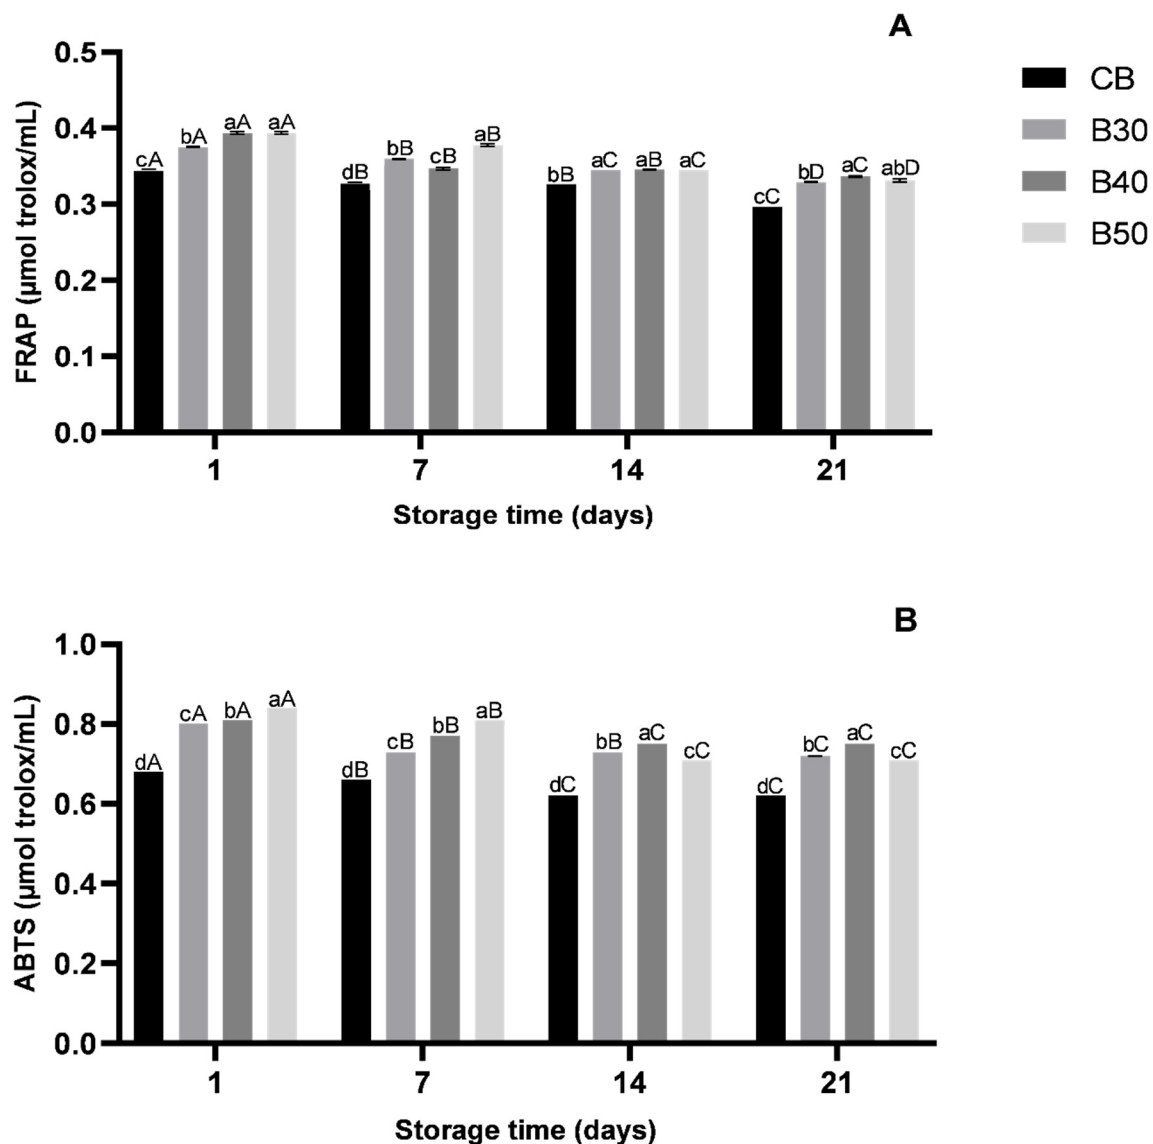 A
0.5
0.4
0.3
0.2
0.1
0.0
FRAP (µmol trolox/mL)
cA bA aA aA
dB bB cB aB
bB aC aB aC
cC bD aC abD
1 7 14 21
Storage time (days)
CB
B30
B40
B50
B
1.0
0.8
0.6
0.4
0.2
0.0
ABTS (µmol trolox/mL)
dA cA bA aA
dB cB bB aB
dC bB aC cC
dC bC aC cC
1 7 14 21
Storage time (days)